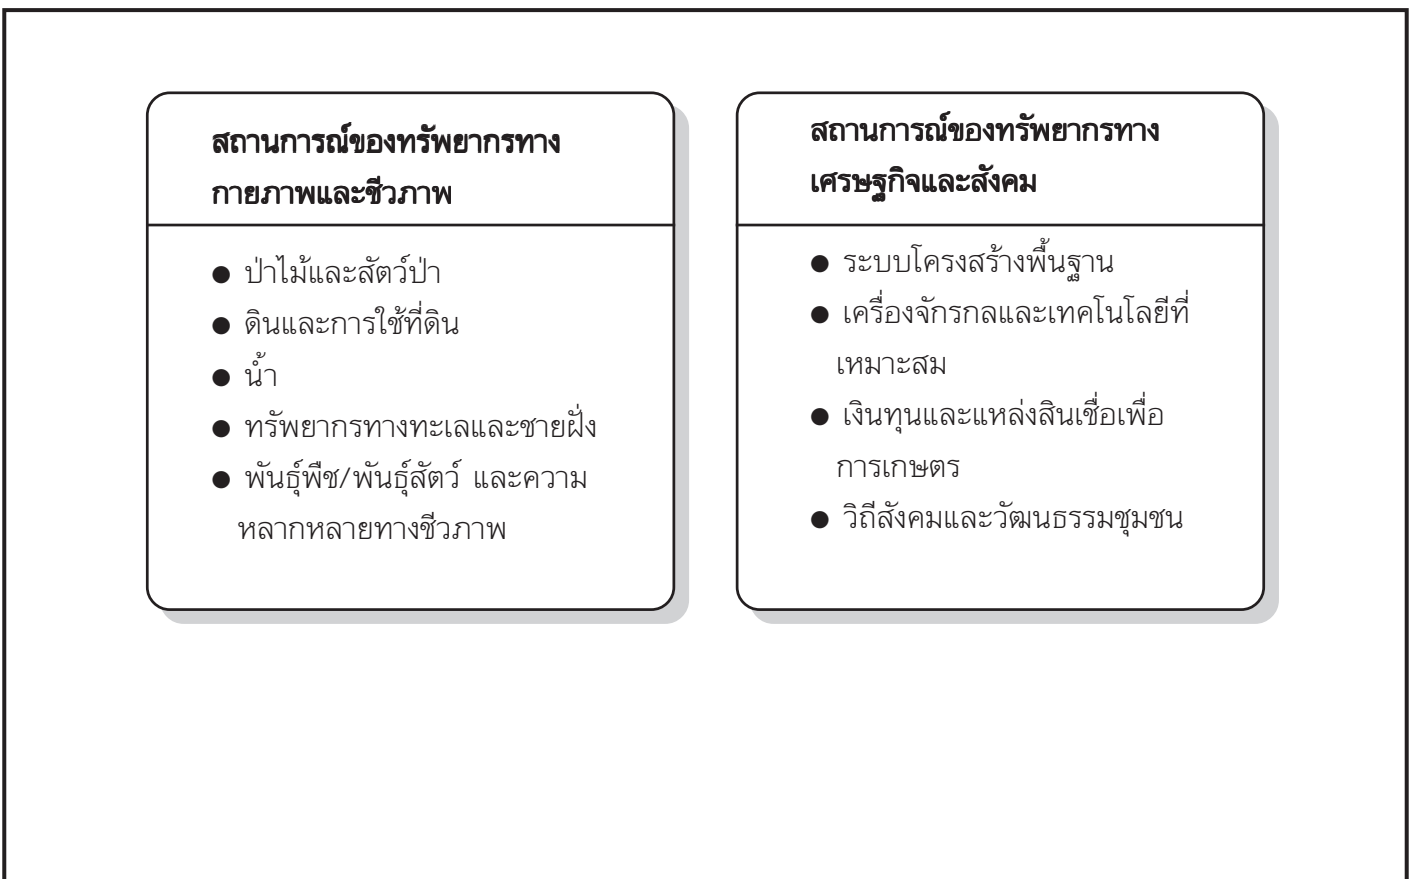 สถานการณ์ของทรัพยากรทาง
กายภาพและชีวภาพ
● ป่าไม้และสัตว์ป่า
● ดินและการใช้ที่ดิน
● น้ำ
● ทรัพยากรทางทะเลและชายฝั่ง
● พันธุ์พืช/พันธุ์สัตว์ และความ
หลากหลายทางชีวภาพ
สถานการณ์ของทรัพยากรทาง
เศรษฐกิจและสังคม
● ระบบโครงสร้างพื้นฐาน
● เครื่องจักรกลและเทคโนโลยีที่
เหมาะสม
● เงินทุนและแหล่งสินเชื่อเพื่อ
การเกษตร
● วิถีสังคมและวัฒนธรรมชุมชน